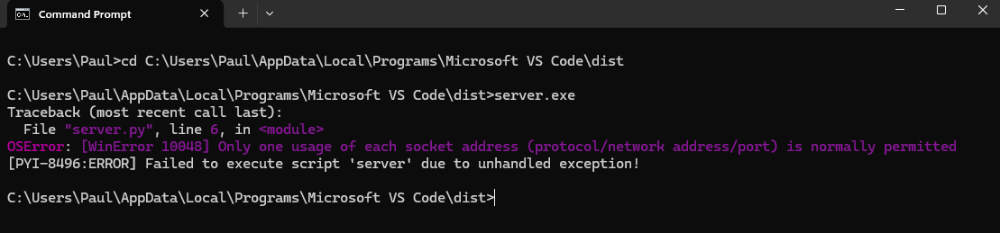 Command Prompt
C:\Users\Paul>cd C:\Users\Paul\AppData\Local\Programs\Microsoft VS Code\dist
C:\Users\Paul\AppData\Local\Programs\Microsoft VS Code\dist>server.exe
Traceback (most recent call last):
  File "server.py", line 6, in <module>
OSError: [WinError 10048] Only one usage of each socket address (protocol/network address/port) is normally permitted
[PYI-8496:ERROR] Failed to execute script 'server' due to unhandled exception!
C:\Users\Paul\AppData\Local\Programs\Microsoft VS Code\dist>